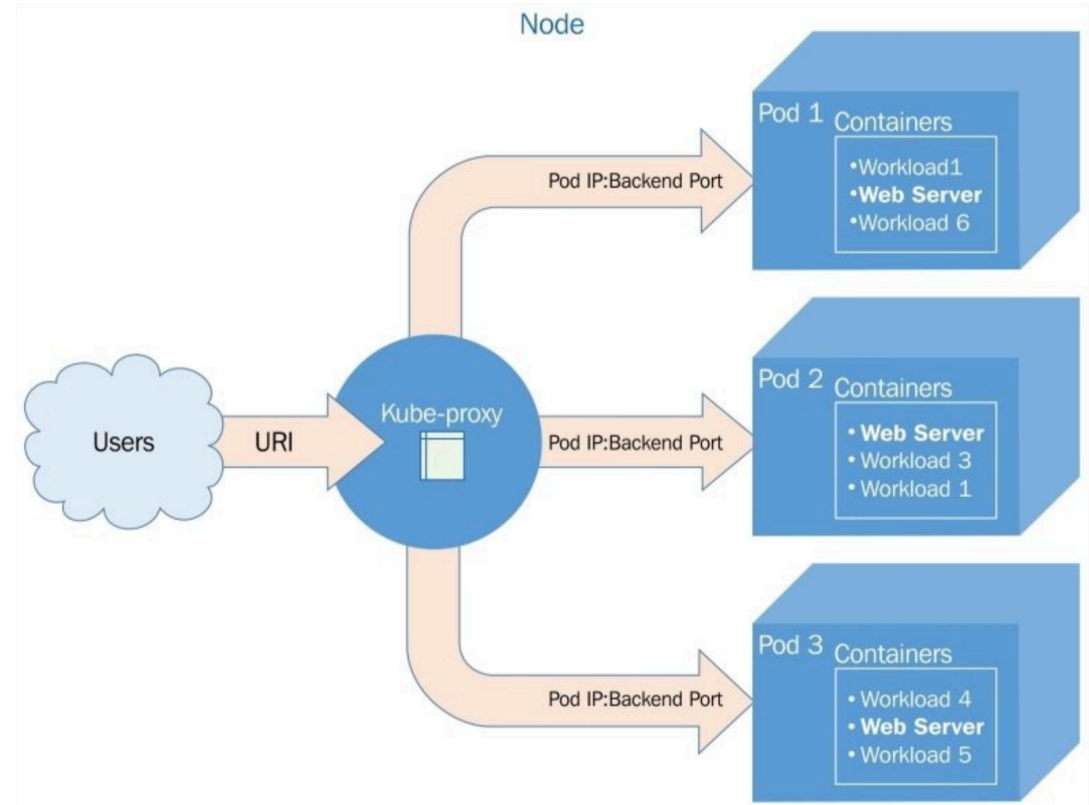 Node
Pod 1
Containers
•Workload1
•Web Server
•Workload 6
Pod IP:Backend Port
Users
URI
Kube-proxy
Pod IP:Backend Port
Pod 2
Containers
• Web Server
• Workload 3
• Workload 1
Pod IP:Backend Port
Pod 3
Containers
• Workload 4
• Web Server
• Workload 5